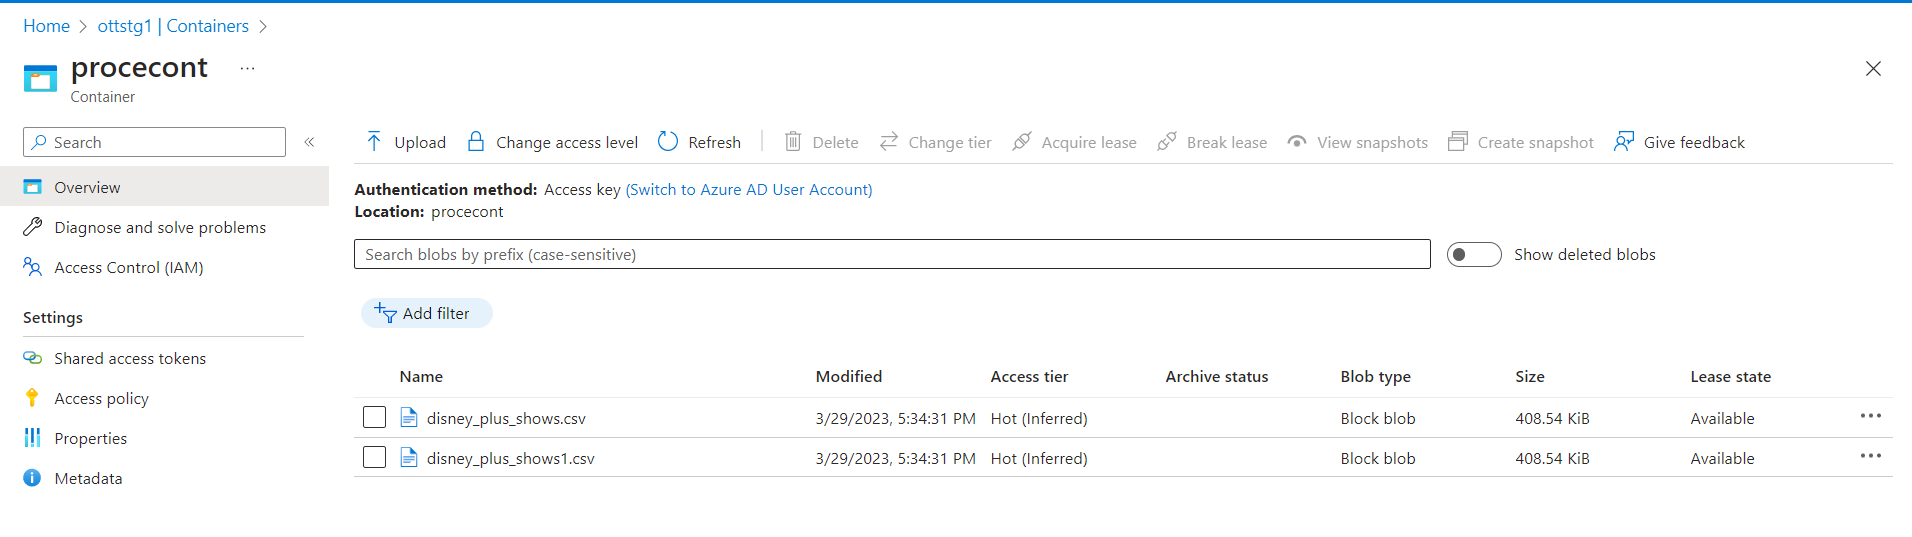 Home > ottstg1 | Containers >
procecont ...
Container
Search «
Upload Change access level Refresh Delete Change tier Acquire lease Break lease View snapshots Create snapshot Give feedback
Overview
Diagnose and solve problems
Access Control (IAM)
Settings
Shared access tokens
Access policy
Properties
Metadata
Authentication method: Access key (Switch to Azure AD User Account)
Location: procecont
Search blobs by prefix (case-sensitive) Show deleted blobs
Add filter
Name Modified Access tier Archive status Blob type Size Lease state
disney_plus_shows.csv 3/29/2023, 5:34:31 PM Hot (Inferred) Block blob 408.54 KiB Available ...
disney_plus_shows1.csv 3/29/2023, 5:34:31 PM Hot (Inferred) Block blob 408.54 KiB Available ...